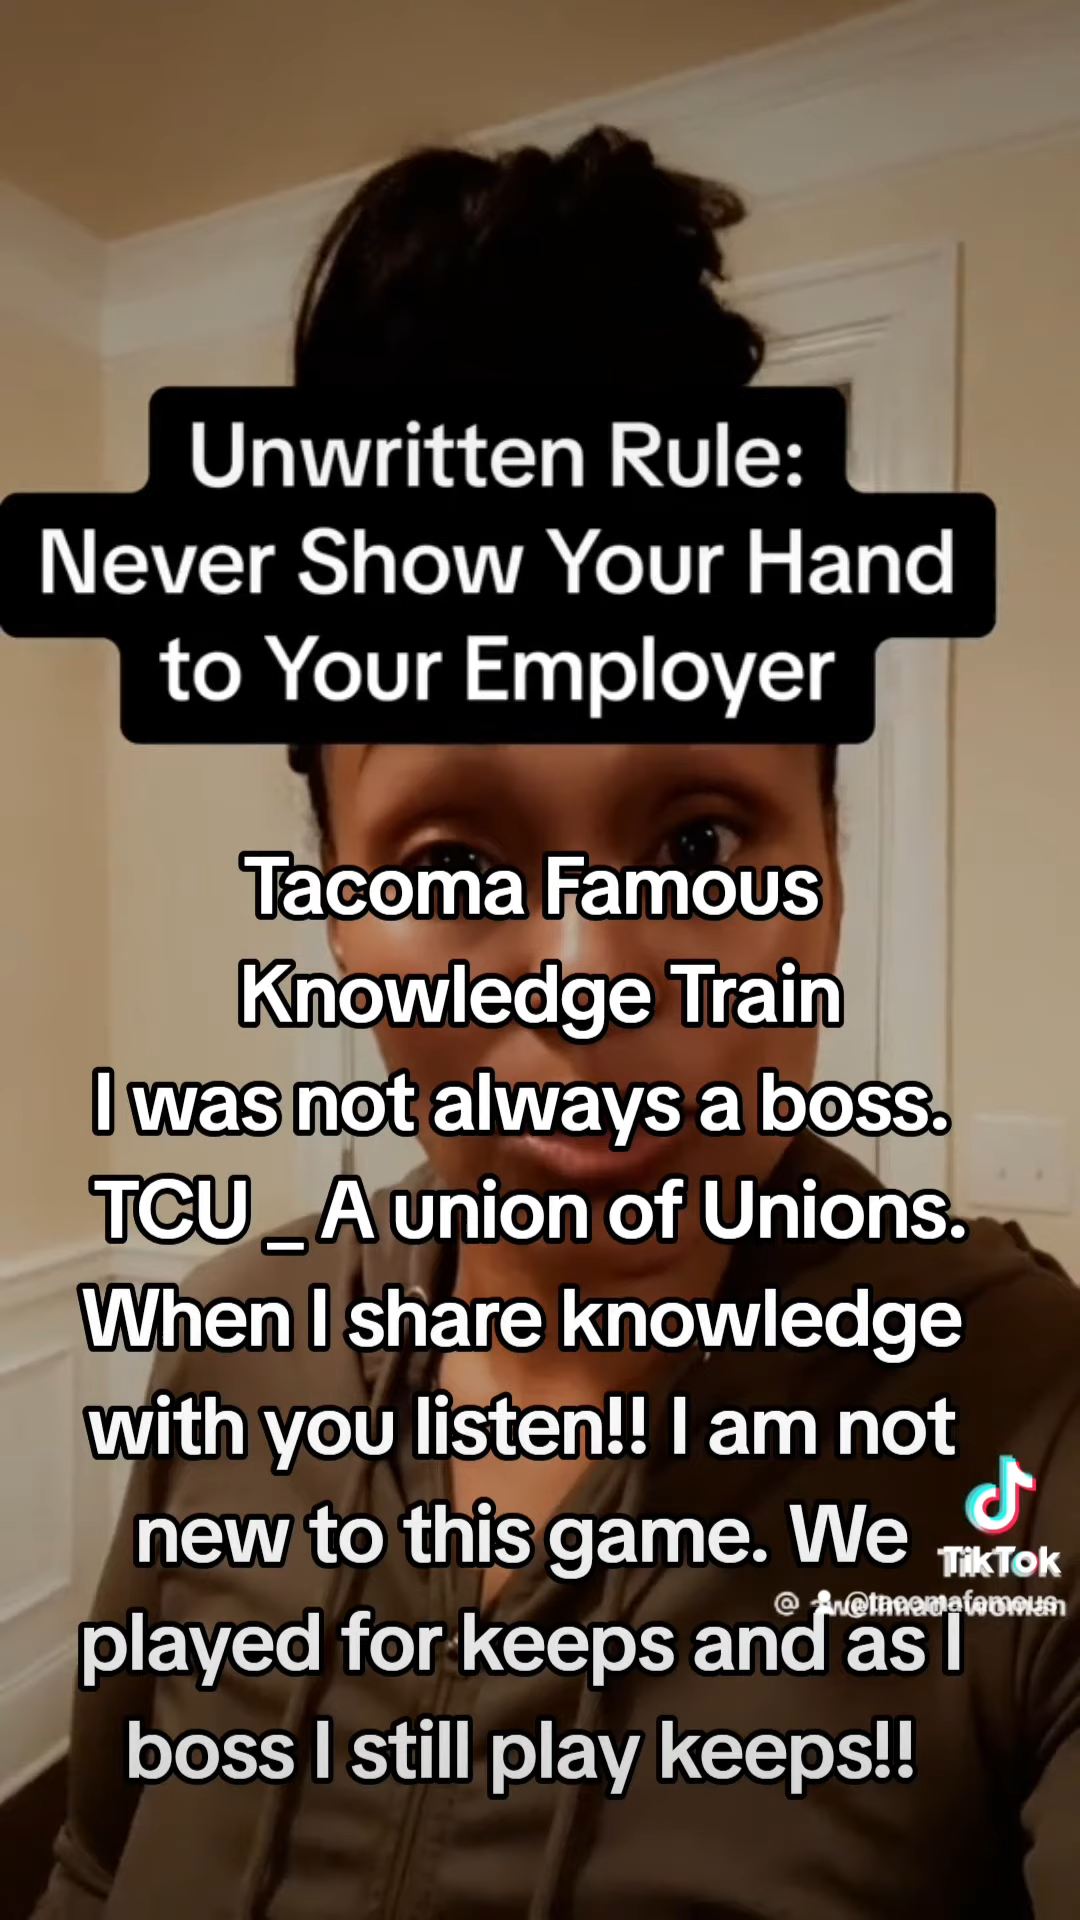 Unwritten Rule:
Never Show Your Hand
to Your Employer
Tacoma Famous
Knowledge Train
I was not always a boss.
TCU _ A union of Unions.
When I share knowledge
with you listen!! I am not
new to this game. We
played for keeps and as I
boss I still play keeps!!
TikTok